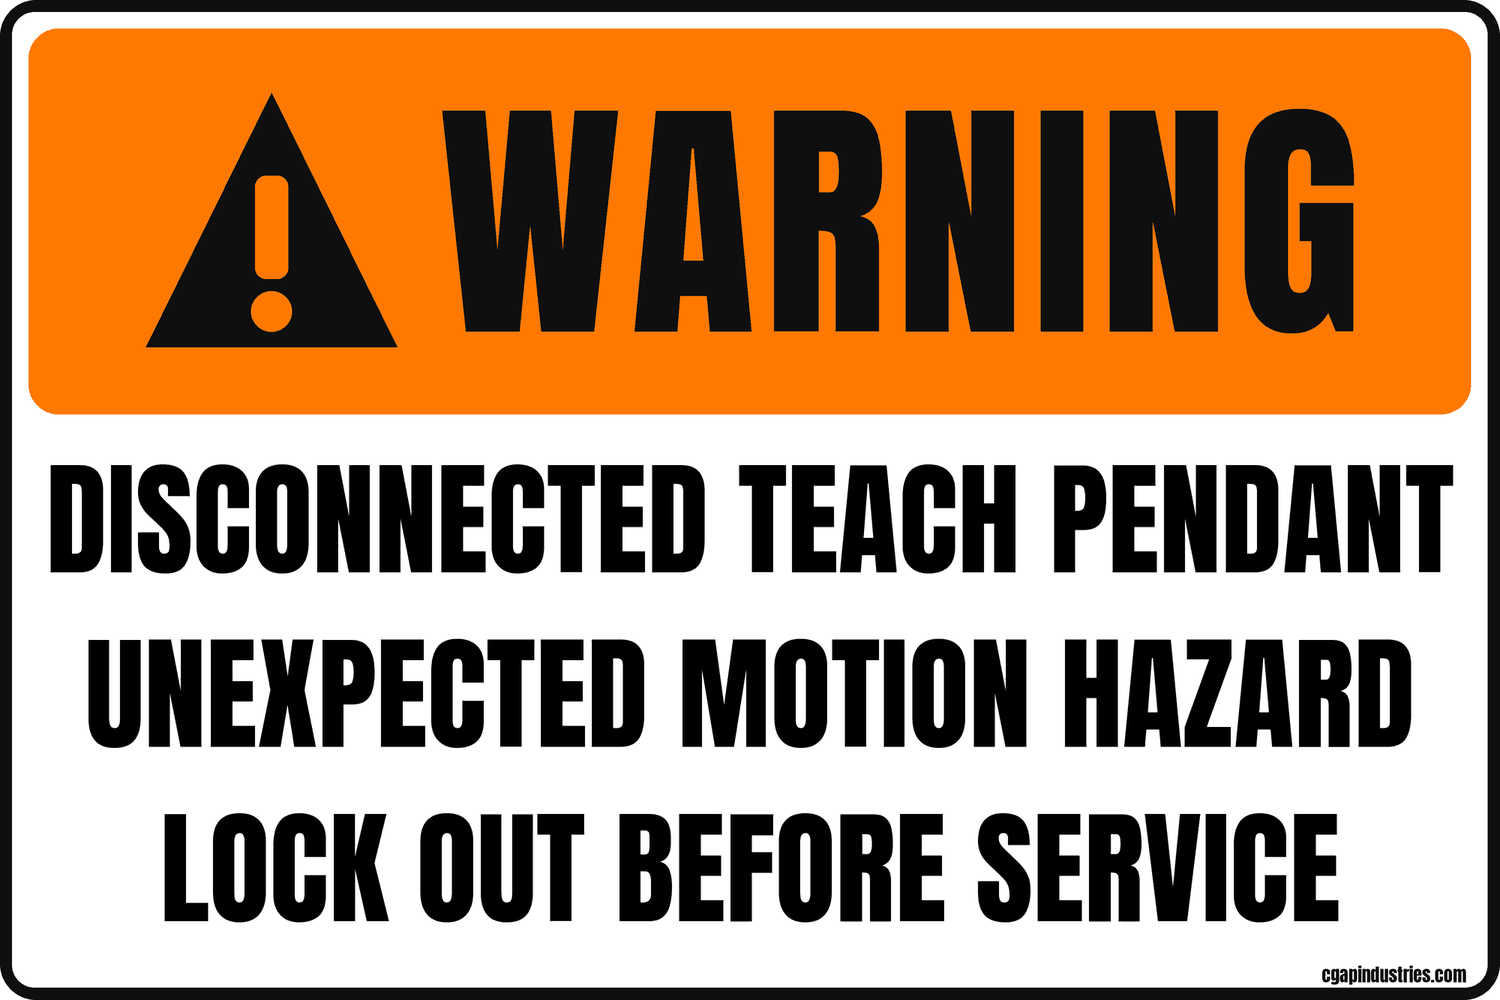 WARNING
DISCONNECTED TEACH PENDANT
UNEXPECTED MOTION HAZARD
LOCK OUT BEFORE SERVICE
cgapindustries.com